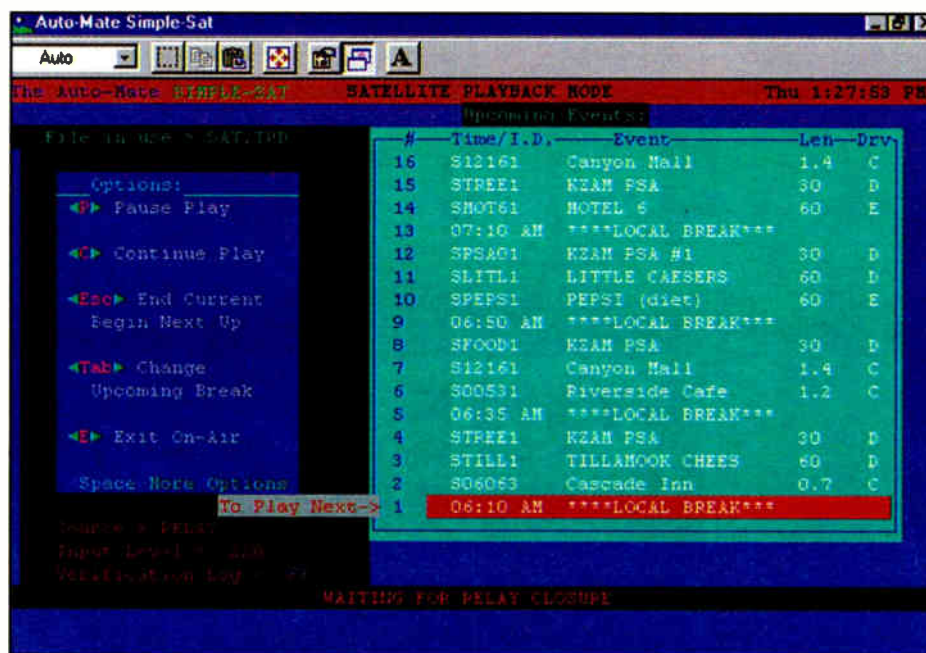 Auto-Mate Simple-Sat
Auto
A
The Auto-Mate SIMPLE-SAT SATELLITE PLAYBACK MODE Thu 1:27:53 PM
Upcoming Events:
File in use > SAT.TPD
# Time/I.D. Event Len Drv
16 S12161 Canyon Mall 1.4 C
15 STREE1 KZAM PSA 30 D
14 SMOT61 MOTEL 6 60 E
13 07:10 AM ****LOCAL BREAK***
12 SPSA01 KZAM PSA #1 30 D
11 SLITL1 LITTLE CAESERS 60 D
10 SPEPS1 PEPSI (diet) 60 E
9 06:50 AM ****LOCAL BREAK***
8 SFOOD1 KZAM PSA 30 D
7 S12161 Canyon Mall 1.4 C
6 S00531 Riverside Cafe 1.2 C
5 06:35 AM ****LOCAL BREAK***
4 STREE1 KZAM PSA 30 D
3 STILL1 TILLAMOOK CHEES 60 D
2 S06063 Cascade Inn 0.7 C
To Play Next-> 1 06:10 AM ****LOCAL BREAK***
Options:
<P> Pause Play
<C> Continue Play
<Esc> End Current
Begin Next Up
<Tab> Change
Upcoming Break
<E> Exit On-Air
Space-More Options
Source > RELAY
Input Level =
Verification Log =
WAITING FOR RELAY CLOSURE